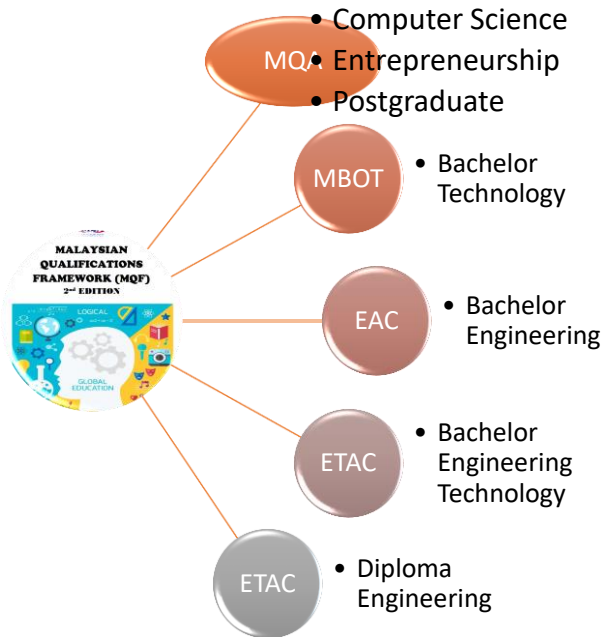 MQA
• Computer Science
• Entrepreneurship
• Postgraduate
MBOT
• Bachelor
Technology
MALAYSIAN
QUALIFICATIONS
FRAMEWORK (MQF)
2nd EDITION
LOGICAL
GLOBAL
EDUCATION
EAC
• Bachelor
Engineering
ETAC
• Bachelor
Engineering
Technology
ETAC
• Diploma
Engineering